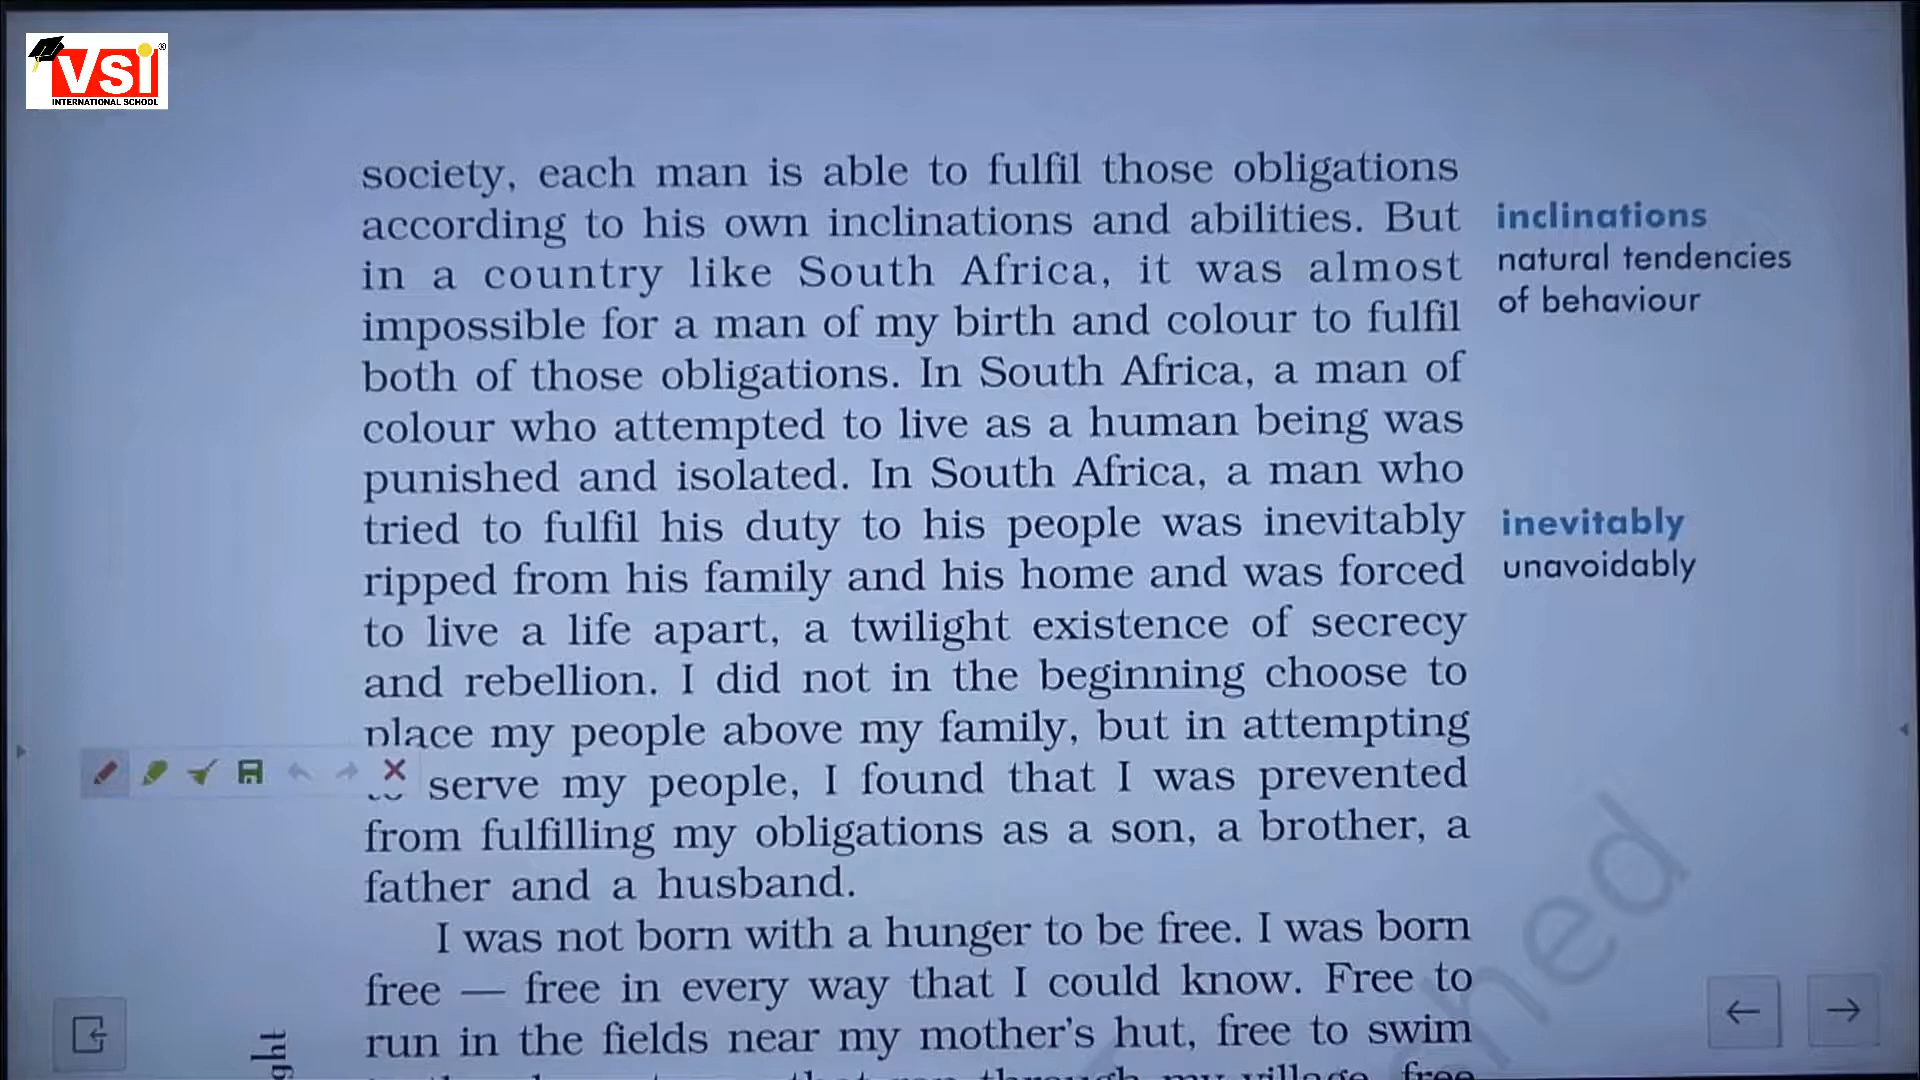 VSI
INTERNATIONAL SCHOOL
society, each man is able to fulfil those obligations
according to his own inclinations and abilities. But
in a country like South Africa, it was almost
impossible for a man of my birth and colour to fulfil
both of those obligations. In South Africa, a man of
colour who attempted to live as a human being was
punished and isolated. In South Africa, a man who
tried to fulfil his duty to his people was inevitably
ripped from his family and his home and was forced
to live a life apart, a twilight existence of secrecy
and rebellion. I did not in the beginning choose to
place my people above my family, but in attempting
serve my people, I found that I was prevented
from fulfilling my obligations as a son, a brother, a
father and a husband.
I was not born with a hunger to be free. I was born
free — free in every way that I could know. Free to
run in the fields near my mother's hut, free to swim
my village, free
inclinations
natural tendencies
of behaviour
inevitably
unavoidably